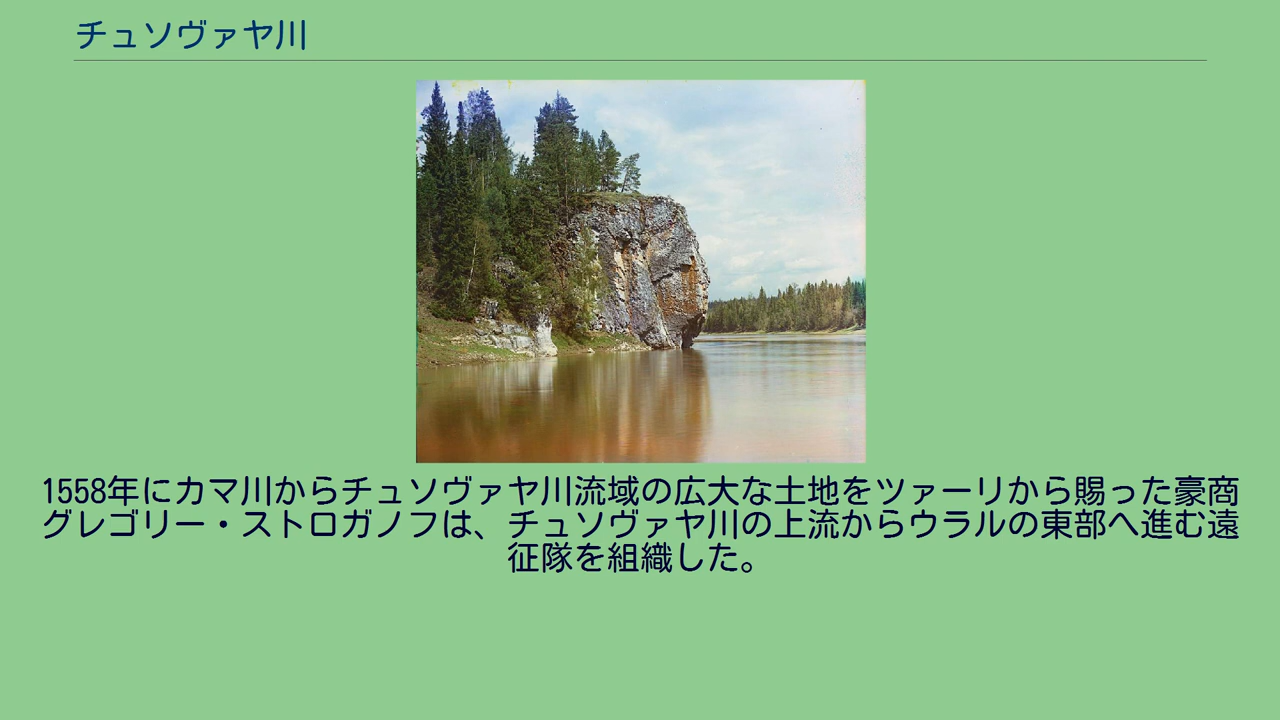 チュソヴァヤ川
1558年にカマ川からチュソヴァヤ川流域の広大な土地をツァーリから賜った豪商
グレゴリー・ストロガノフは、チュソヴァヤ川の上流からウラルの東部へ進む遠
征隊を組織した。